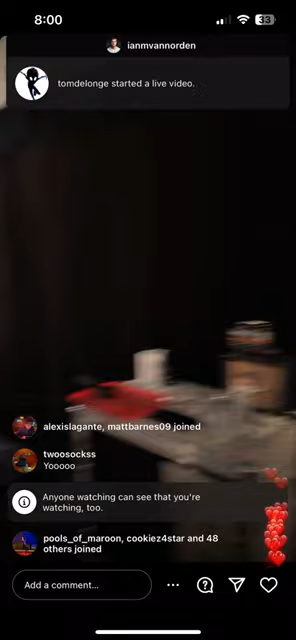 8:00
33
ianmvannorden
tomdelonge started a live video.
alexislagante, mattbarnes09 joined
twoosockss
Yooooo
Anyone watching can see that you're
watching, too.
pools_of_maroon, cookiez4star and 48
others joined
Add a comment...